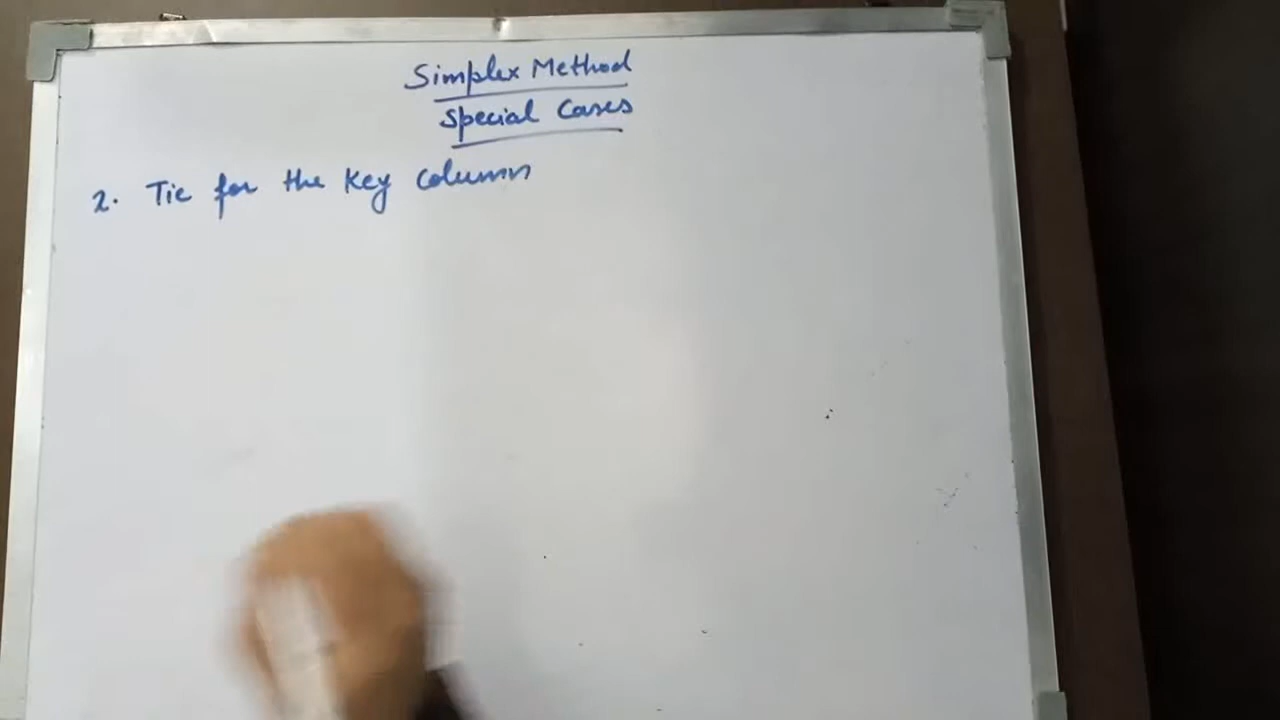 Simplex Method
Special Cases
2. Tie for the Key Column